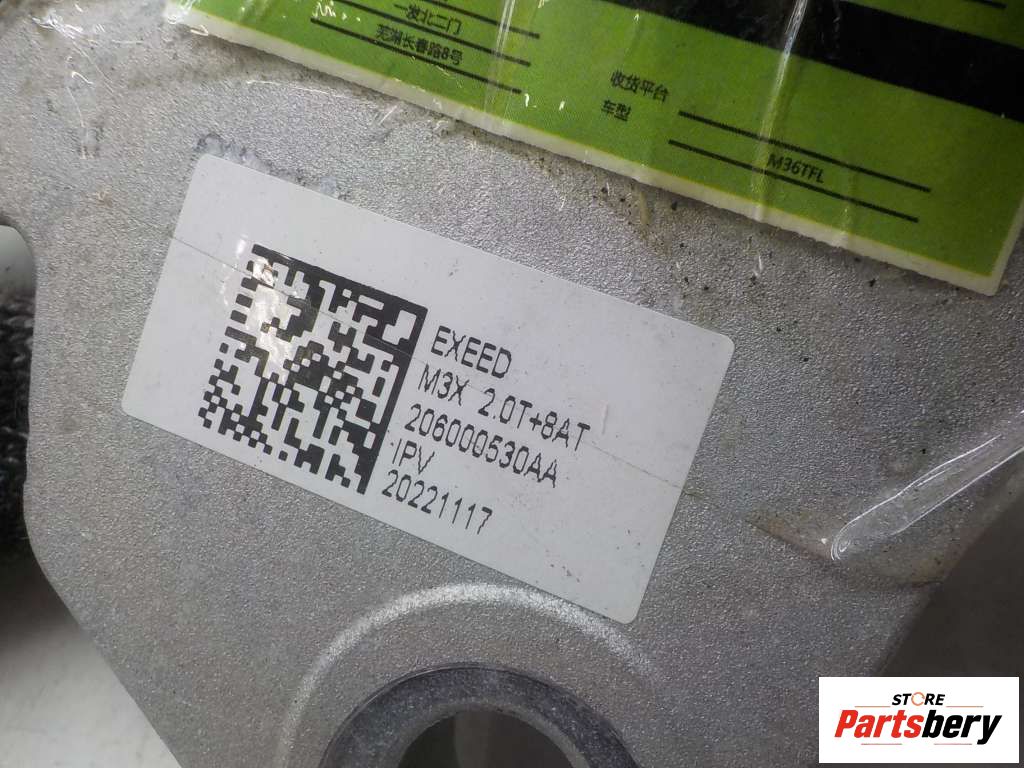 一发北二门
芜湖长春路8号
收货平台
车型
M36TFL
EXEED
M3X 2.0T+8AT
206000530AA
IPV
20221117
STORE
Partsbery